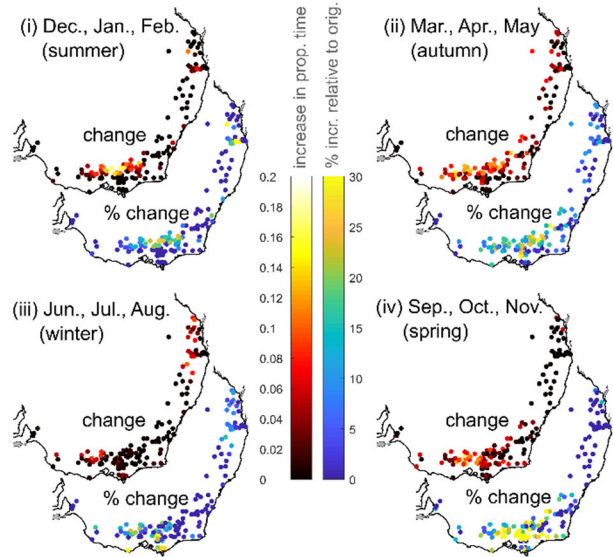 (i) Dec., Jan., Feb.
(summer)
change
% change
(ii) Mar., Apr., May
(autumn)
change
% change
increase in prop. time
% incr. relative to orig.
0.2
0.18
0.16
0.14
0.12
0.1
0.08
0.06
0.04
0.02
0
30
25
20
15
10
5
0
(iii) Jun., Jul., Aug.
(winter)
change
% change
(iv) Sep., Oct., Nov.
(spring)
change
% change